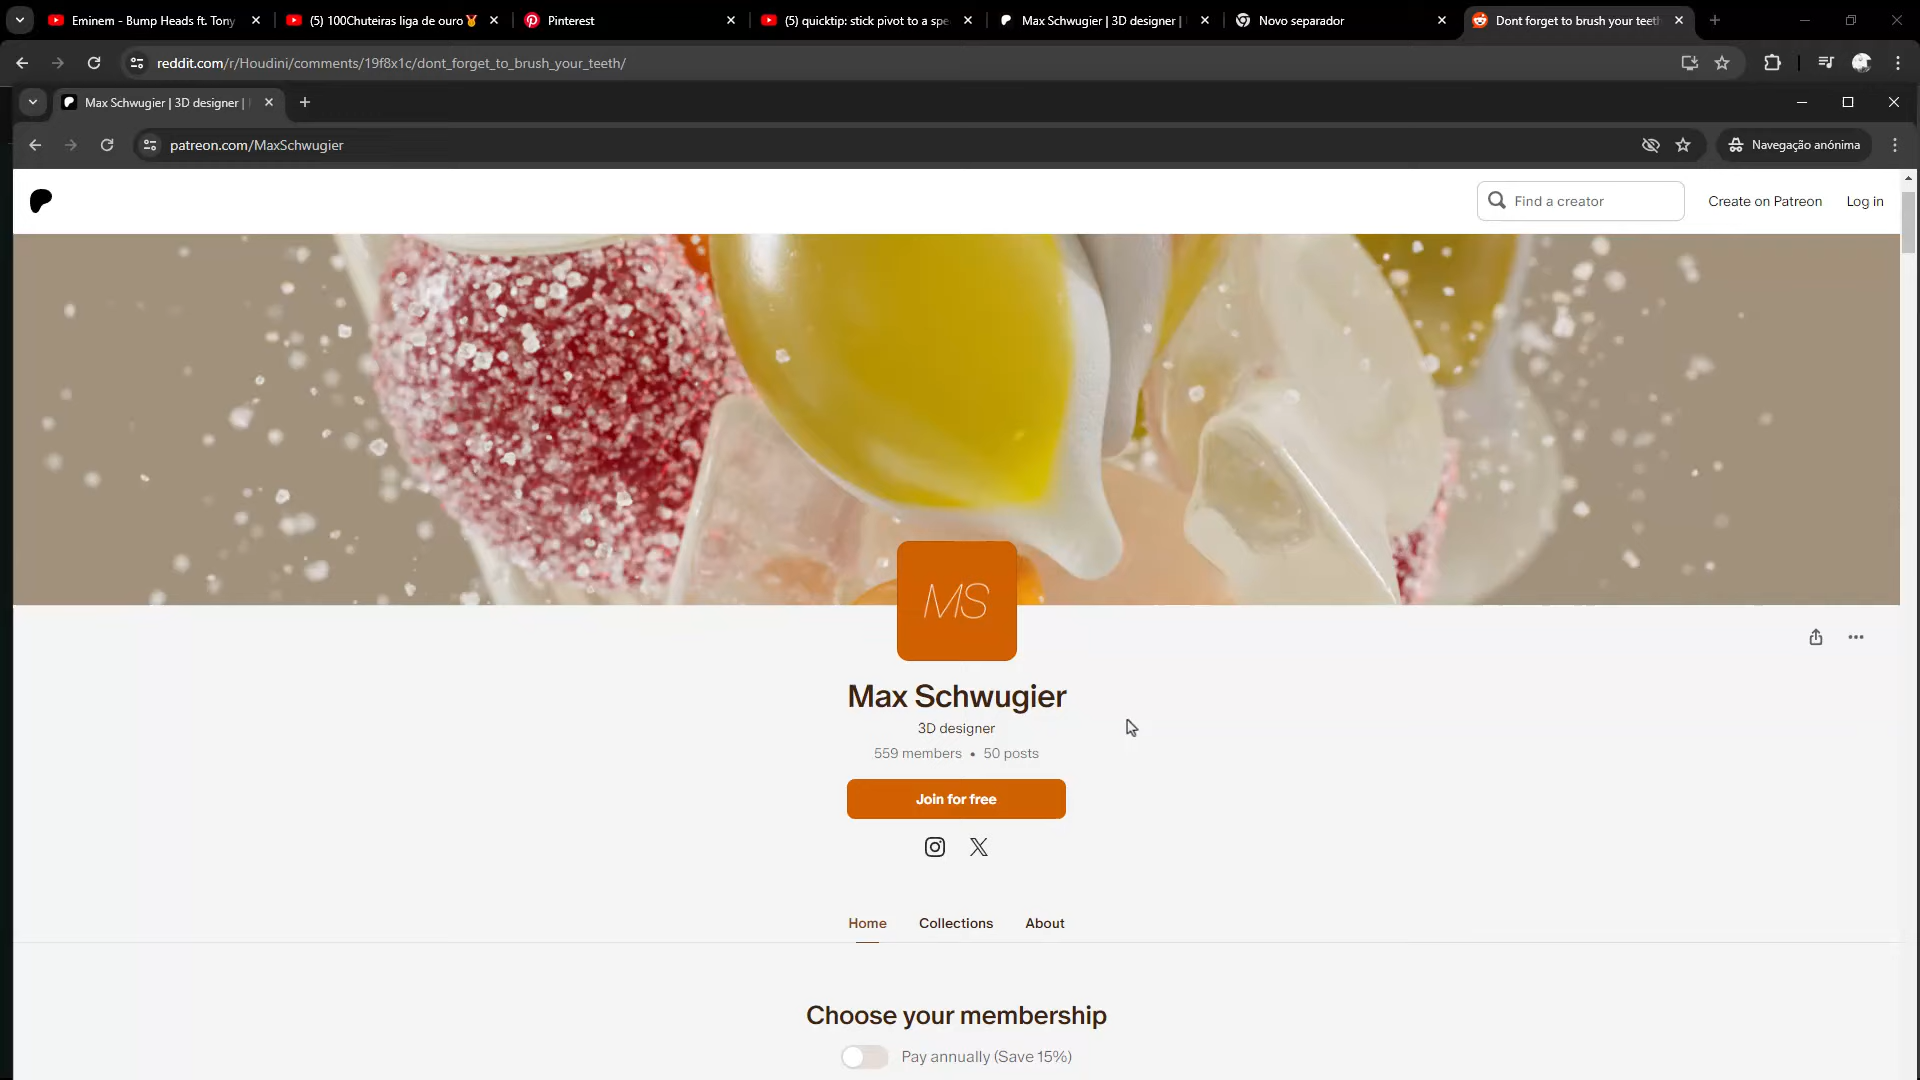 Bump Heads ft. Tony
(5) 100Chuteiras liga de ouro🏅
Pinterest
(5) quicktip: stick pivot to a spe
Max Schwugier | 3D designer |
Novo separador
Dont forget to brush your teeth
reddit.com/r/Houdini/comments/19f8x1c/dont_forget_to_brush_your_teeth/
Max Schwugier | 3D designer |
patreon.com/MaxSchwugier
Navegação anónima
Find a creator
Create on Patreon
Log in
MS
Max Schwugier
3D designer
559 members • 50 posts
Join for free
Home
Collections
About
Choose your membership
Pay annually (Save 15%)